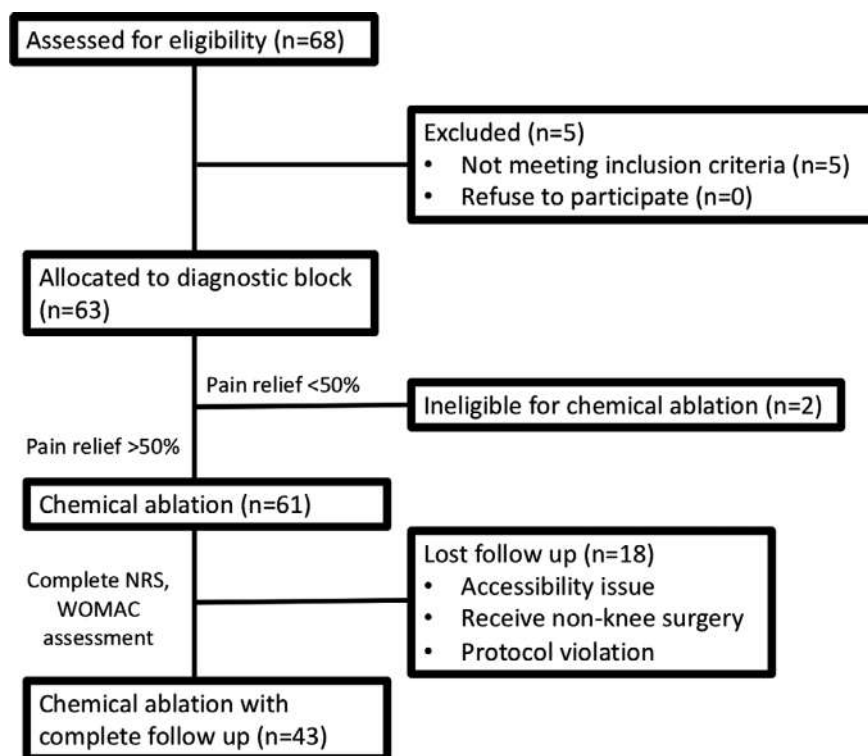 Assessed for eligibility (n=68)
Excluded (n=5)
• Not meeting inclusion criteria (n=5)
• Refuse to participate (n=0)
Allocated to diagnostic block
(n=63)
Pain relief <50%
Ineligible for chemical ablation (n=2)
Pain relief >50%
Chemical ablation (n=61)
Lost follow up (n=18)
• Accessibility issue
• Receive non-knee surgery
• Protocol violation
Complete NRS,
WOMAC
assessment
Chemical ablation with
complete follow up (n=43)